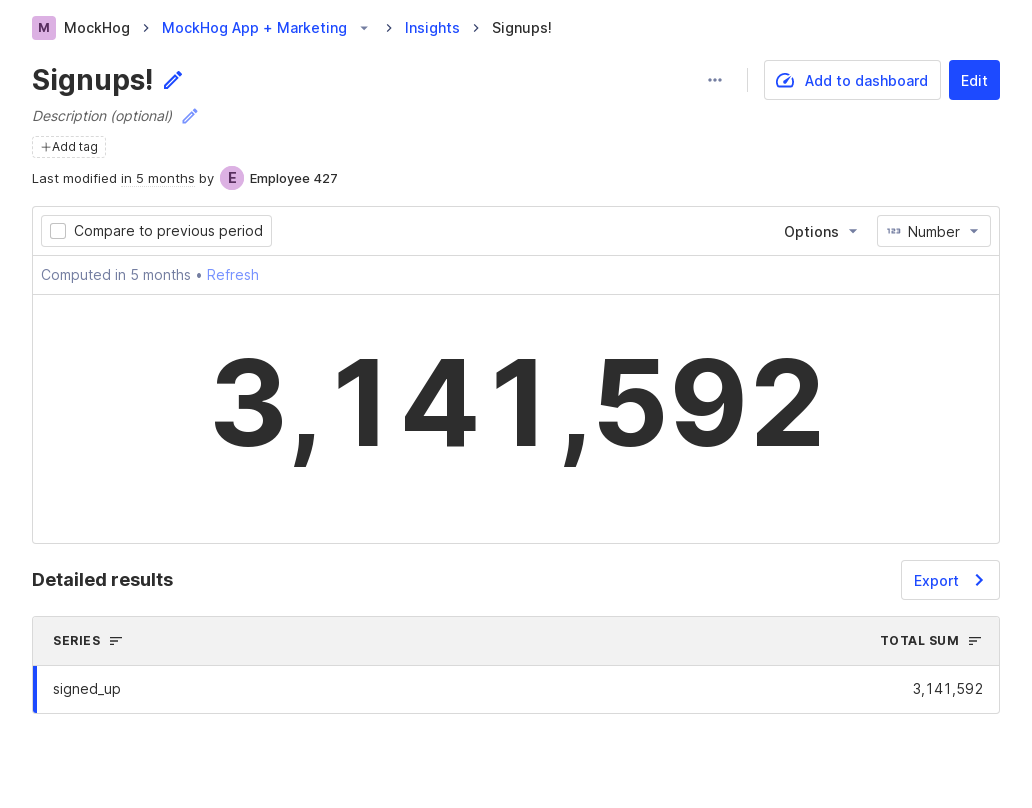 M MockHog MockHog App + Marketing Insights Signups!
Signups!
Add to dashboard Edit
Description (optional)
Add tag
Last modified in 5 months by E Employee 427
Compare to previous period Options 123 Number
Computed in 5 months • Refresh
3,141,592
Detailed results Export
SERIES TOTAL SUM
signed_up 3,141,592